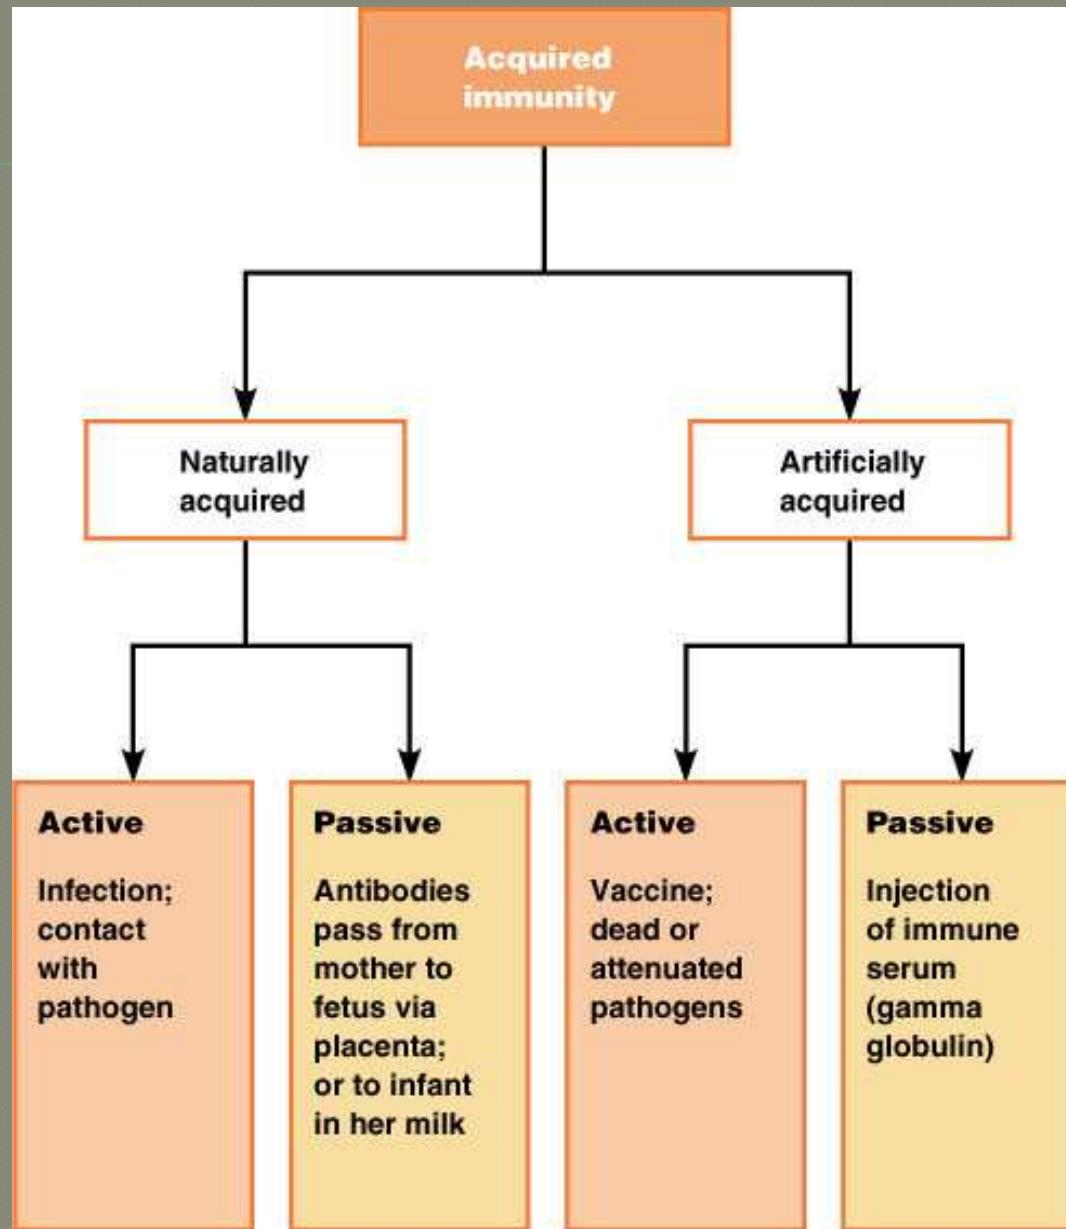 Acquired
immunity
Naturally
acquired
Artificially
acquired
Active
Infection;
contact
with
pathogen
Passive
Antibodies
pass from
mother to
fetus via
placenta;
or to infant
in her milk
Active
Vaccine;
dead or
attenuated
pathogens
Passive
Injection
of immune
serum
(gamma
globulin)